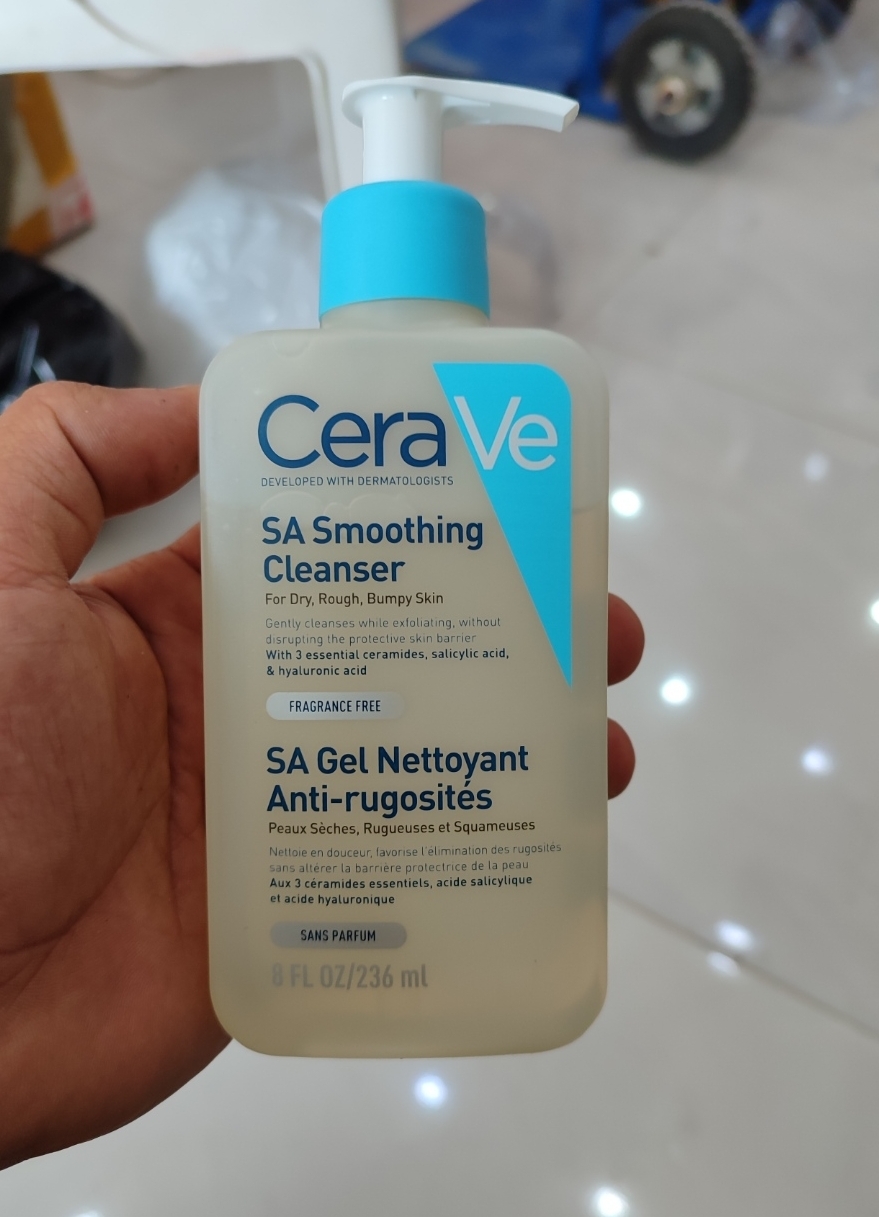 CeraVe
DEVELOPED WITH DERMATOLOGISTS
SA Smoothing
Cleanser
For Dry, Rough, Bumpy Skin
Gently cleanses while exfoliating, without
disrupting the protective skin barrier
With 3 essential ceramides, salicylic acid,
& hyaluronic acid
FRAGRANCE FREE
SA Gel Nettoyant
Anti-rugosités
Peaux Sèches, Rugueuses et Squameuses
Nettoie en douceur, favorise l'élimination des rugosités
sans altérer la barrière protectrice de la peau
Aux 3 céramides essentiels, acide salicylique
et acide hyaluronique
SANS PARFUM
8 FL OZ/236 ml